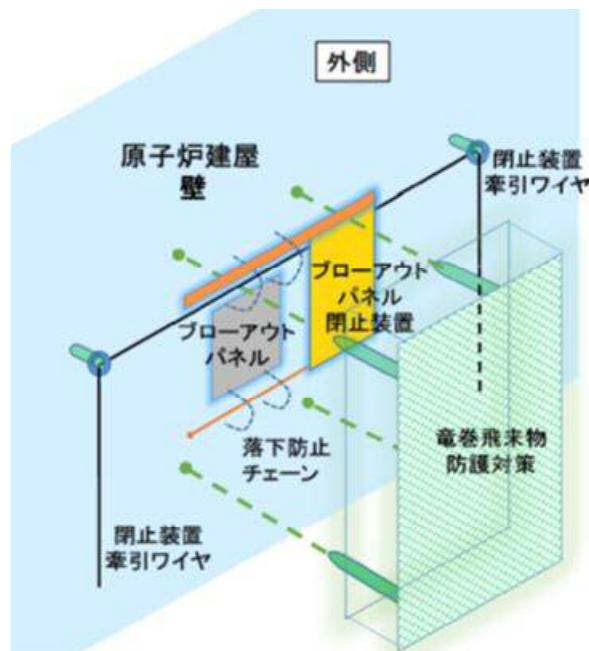 外側
原子炉建屋
壁
閉止装置
牽引ワイヤ
ブローアウト
パネル
閉止装置
ブローアウト
パネル
竜巻飛来物
防護対策
落下防止
チェーン
閉止装置
牽引ワイヤ